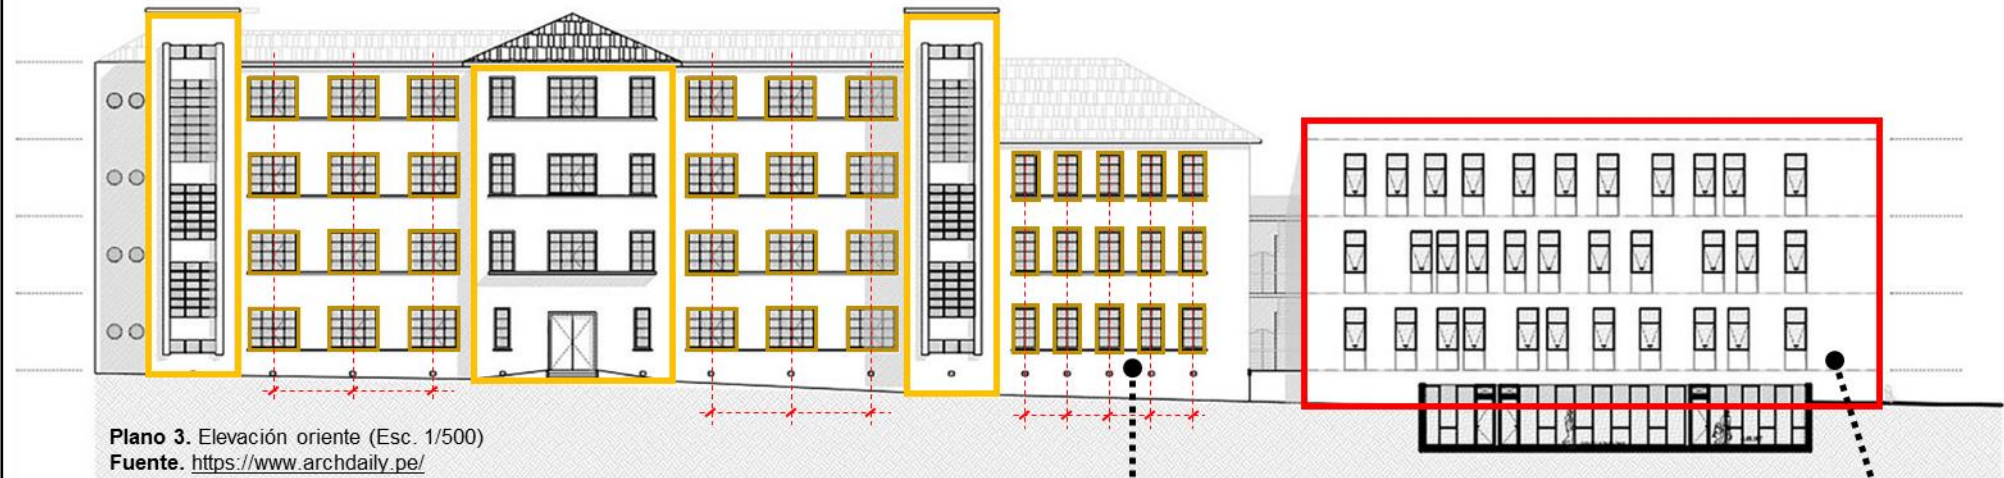 Plano 3. Elevación oriente (Esc. 1/500)
Fuente. https://www.archdaily.pe/